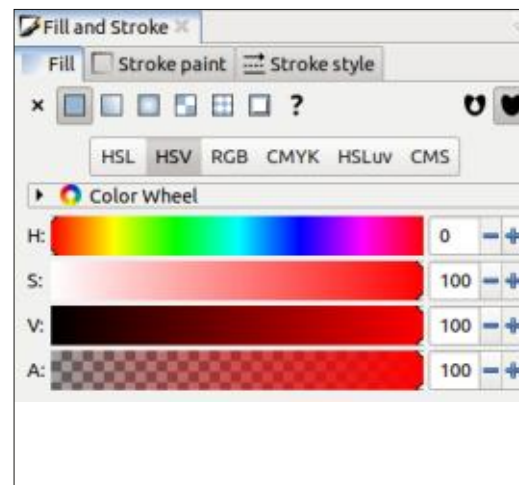 Fill and Stroke
Fill Stroke paint Stroke style
?
HSL HSV RGB CMYK HSLuv CMS
Color Wheel
H: 0
S: 100
V: 100
A: 100